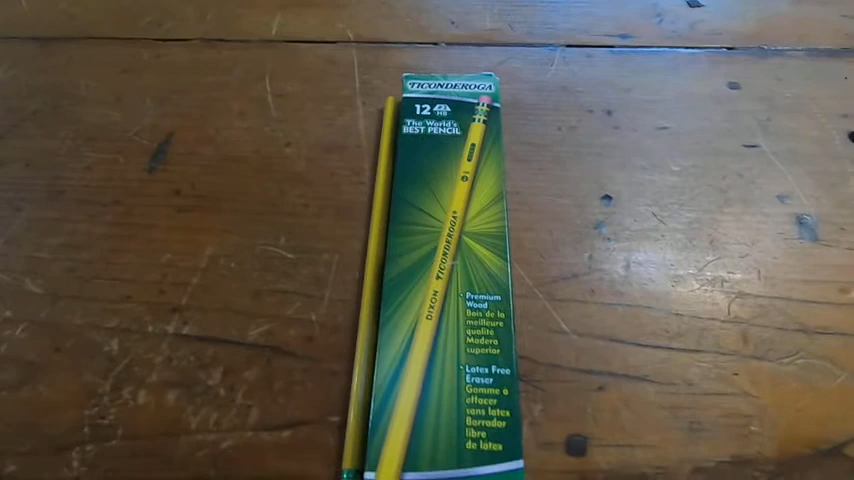 TICONDEROGA
12 2 HB
The World's
BEST PENCIL
DIXON TICONDEROGA®
• Premium
Wood
Bois de la
meilleure
qualité
Madera
superior
• Latex Free
Eraser
Gomme à
effacer
sans latex
Borrador
libre
de látex